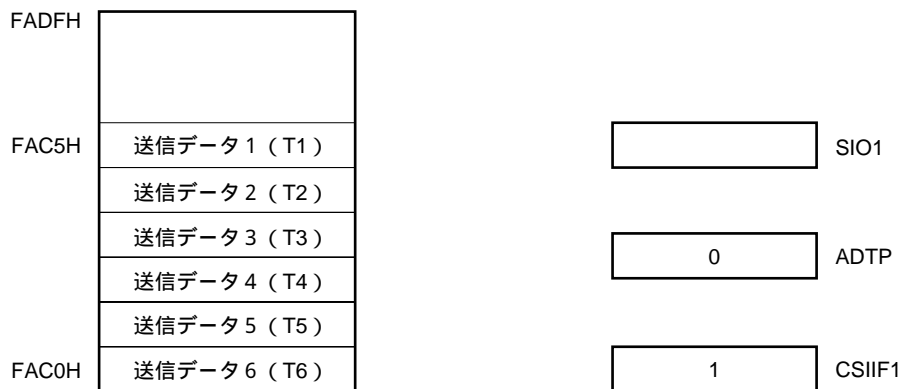 FADFH
FAC5H 送信データ1(T1) SIO1
送信データ2(T2)
送信データ3(T3)
0 ADTP
送信データ4(T4)
送信データ5(T5)
FAC0H 送信データ6(T6) 1 CSIIF1